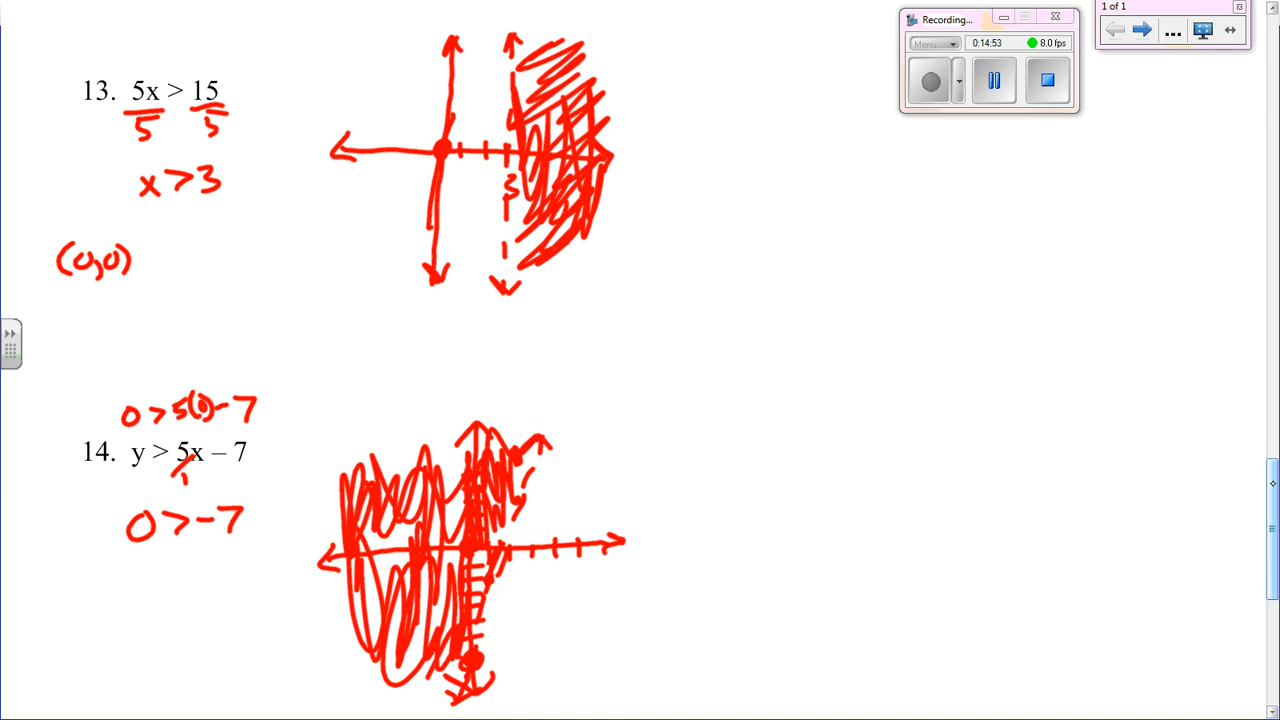 1 of 1
Recording...
Menu
0:14:53
8.0 fps
...
13. 5x > 15
5 5
x > 3
3
(0,0)
0 > 5(0) - 7
14. y > 5x – 7
1
0 > -7